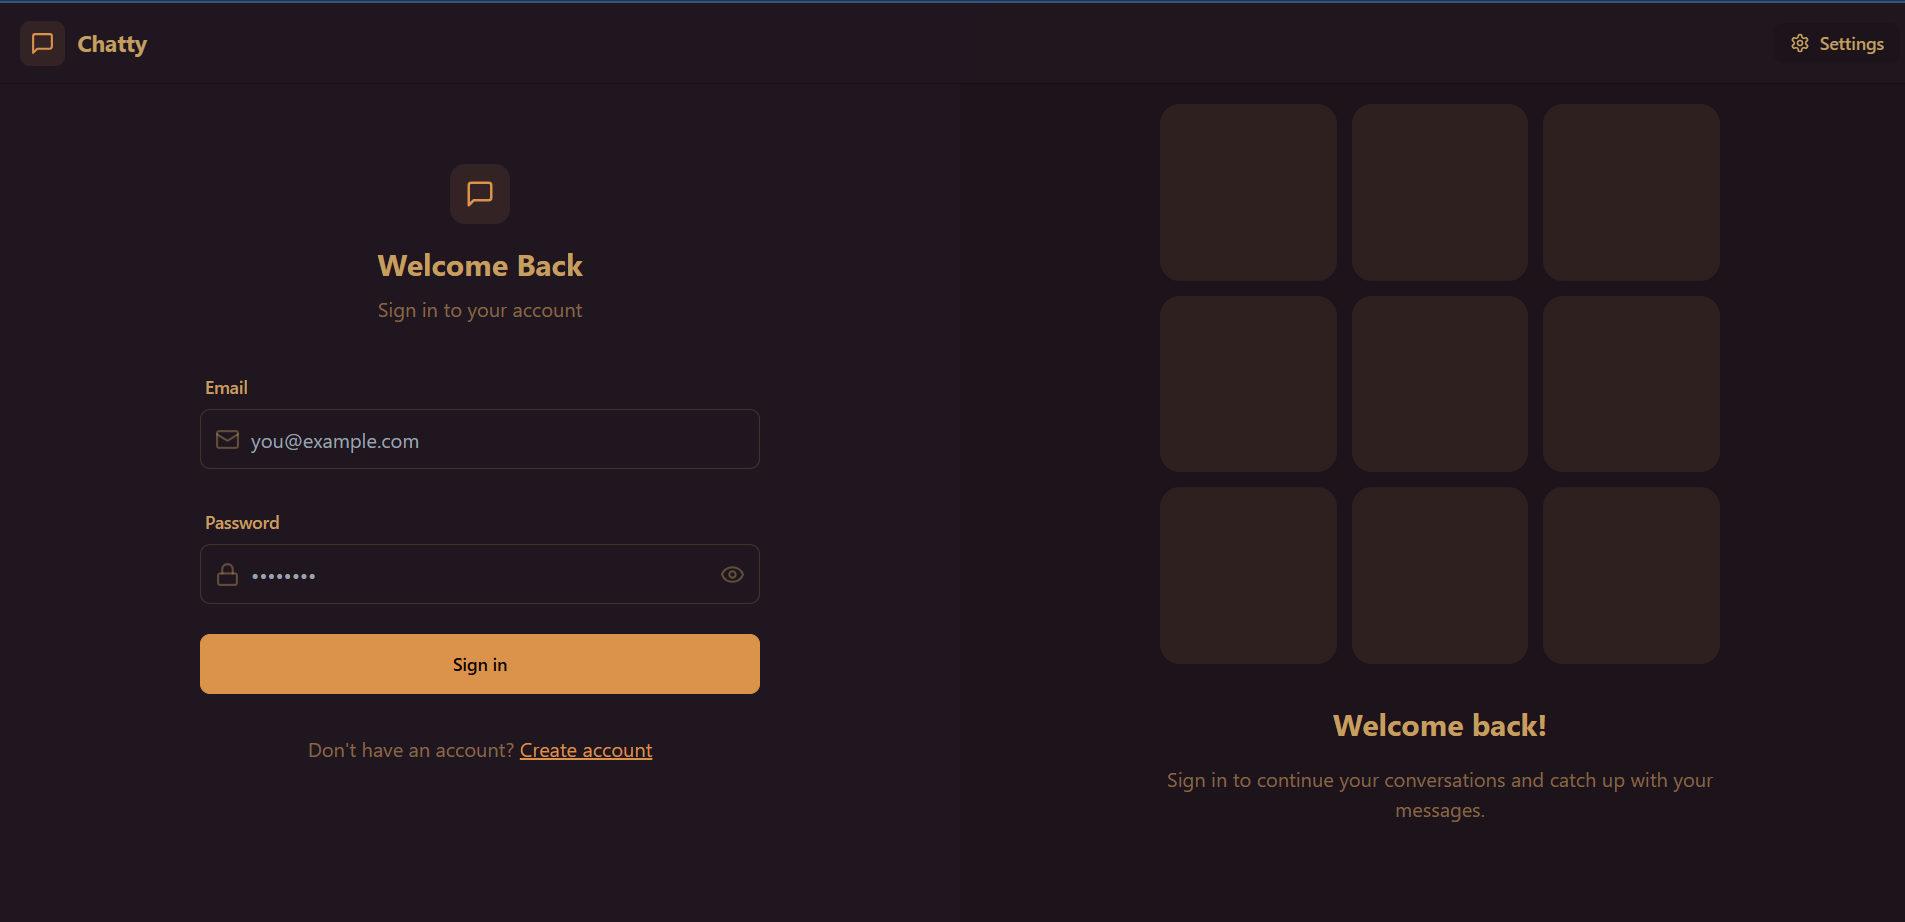 Chatty
Settings
Welcome Back
Sign in to your account
Email
you@example.com
Password
••••••••
Sign in
Don't have an account? Create account
Welcome back!
Sign in to continue your conversations and catch up with your
messages.